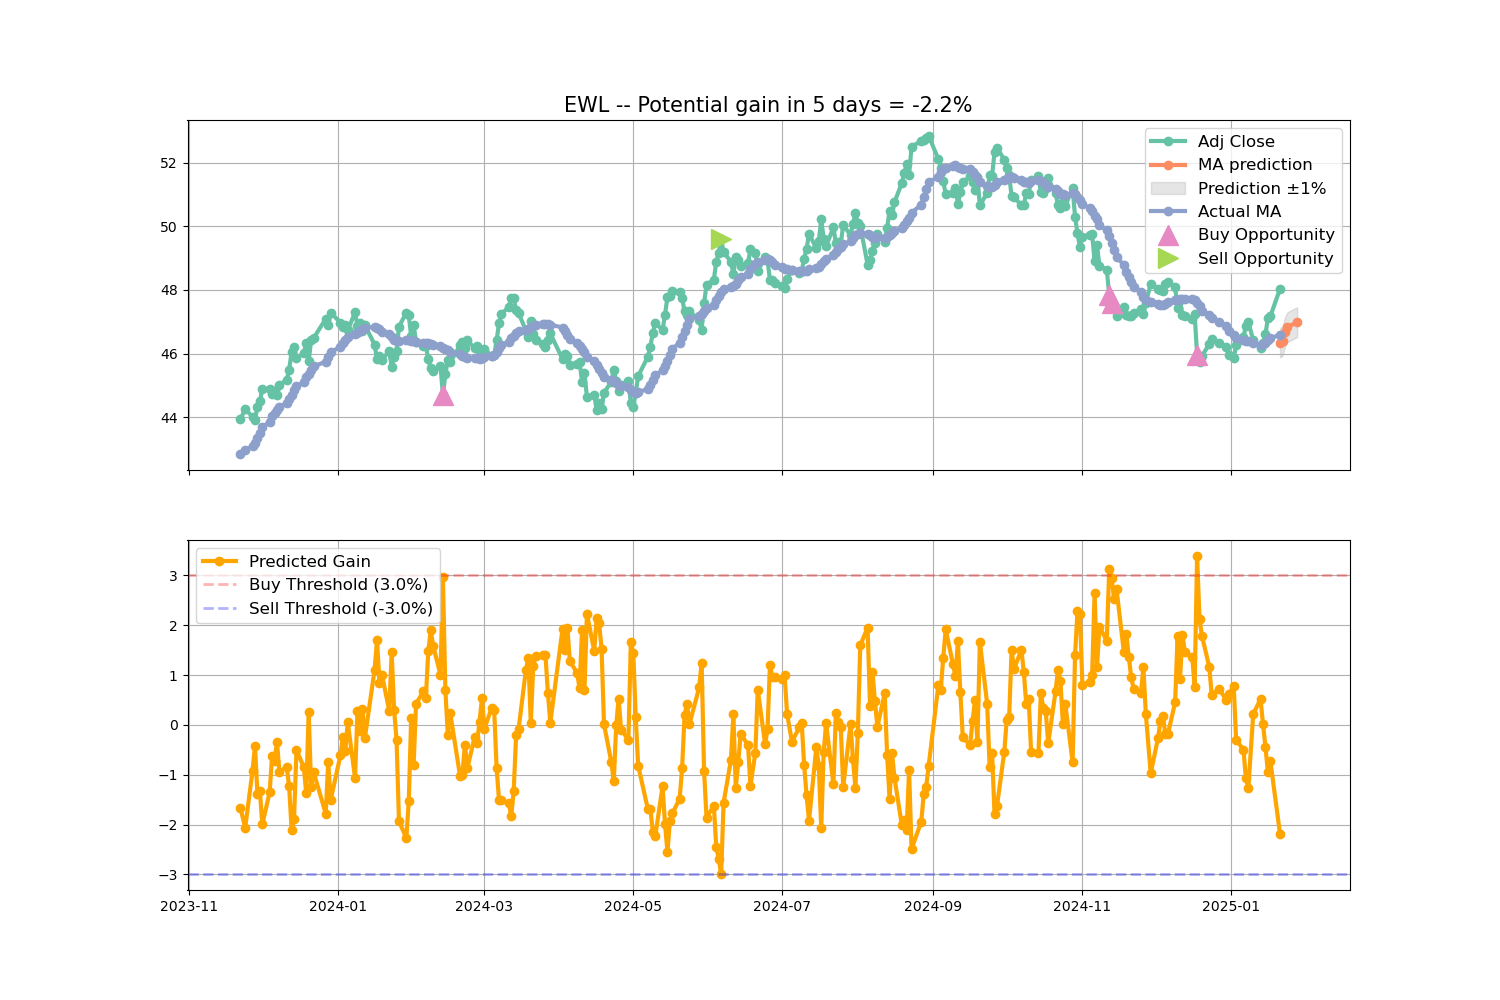 EWL -- Potential gain in 5 days = -2.2%
52
50
48
46
44
Adj Close
MA prediction
Prediction ±1%
Actual MA
Buy Opportunity
Sell Opportunity
3
2
1
0
−1
−2
−3
Predicted Gain
Buy Threshold (3.0%)
Sell Threshold (-3.0%)
2023-11
2024-01
2024-03
2024-05
2024-07
2024-09
2024-11
2025-01